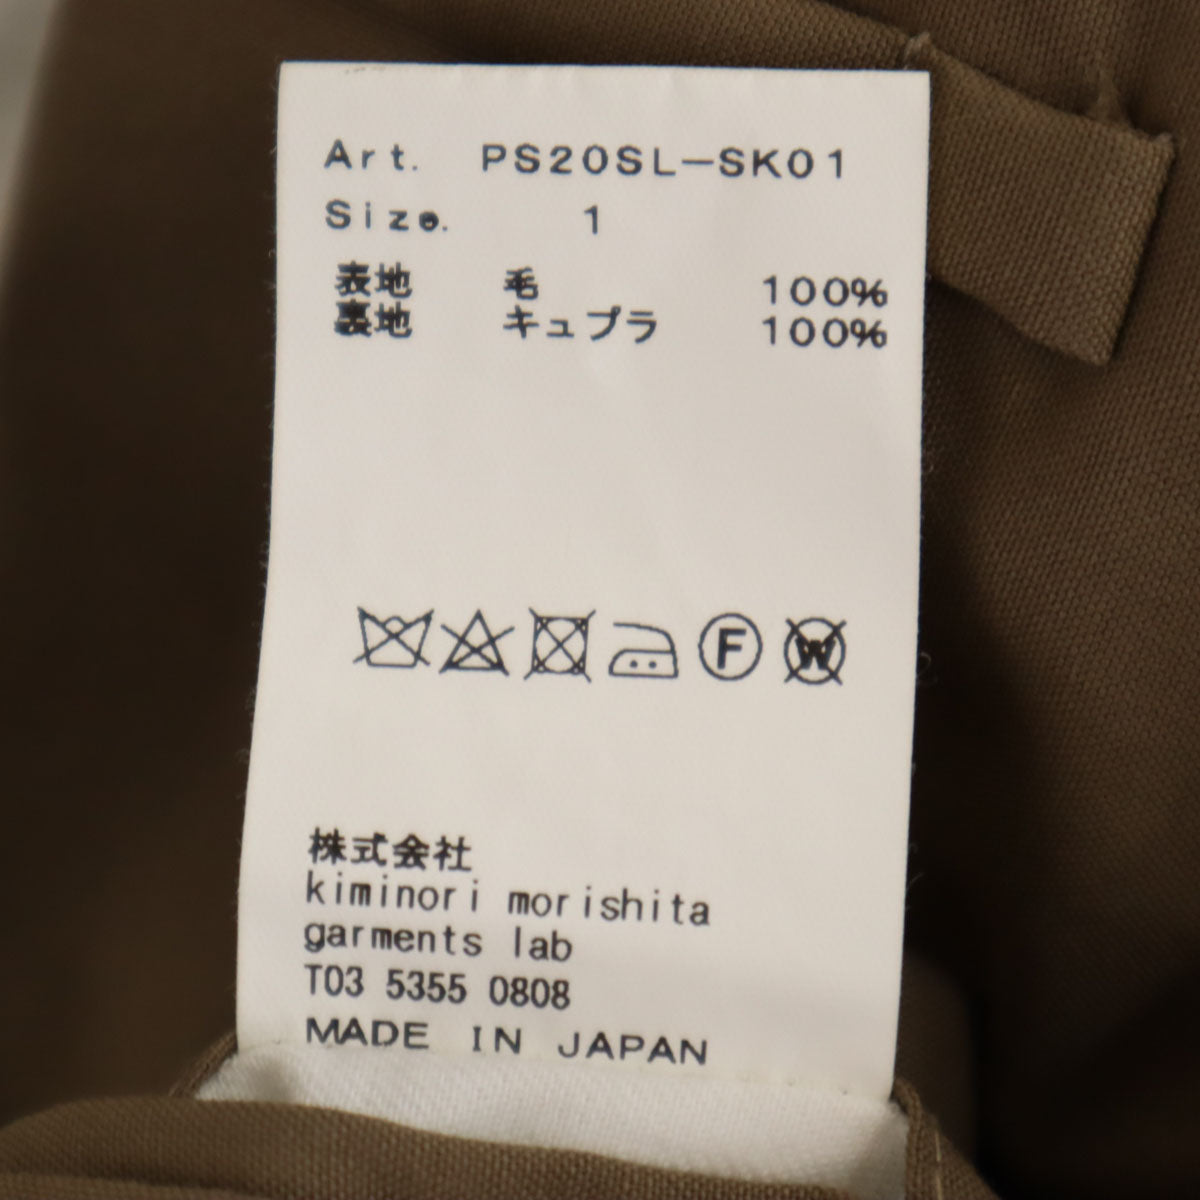 Art. PS20SL-SK01
Size. 1
表地 毛 100%
裏地 キュプラ 100%
F W
株式会社
kiminori morishita
garments lab
T03 5355 0808
MADE IN JAPAN